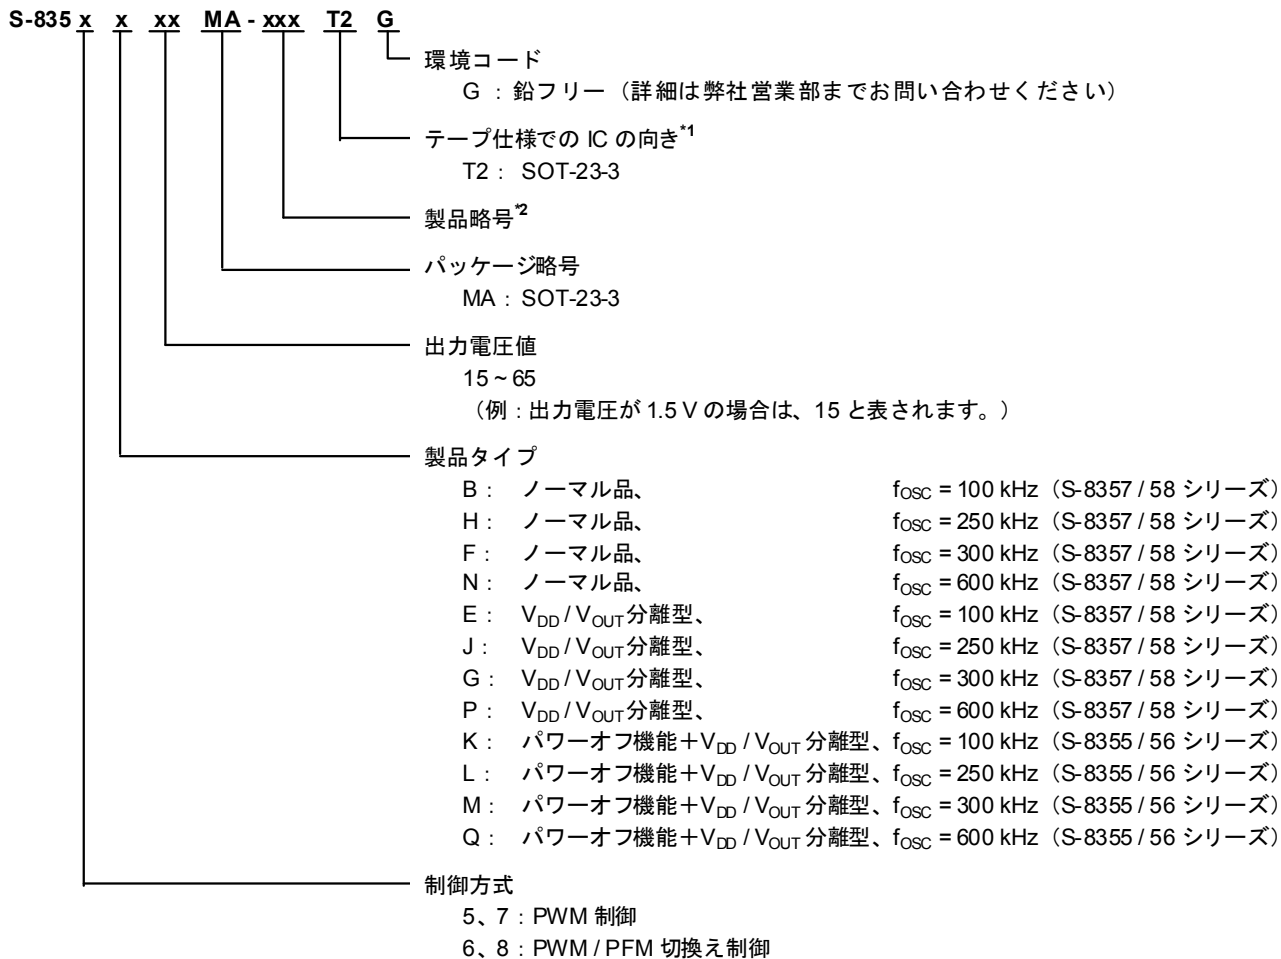 S-835 x x xx MA - xxx T2 G
環境コード
G : 鉛フリー（詳細は弊社営業部までお問い合わせください）
テープ仕様での IC の向き*1
T2 : SOT-23-3
製品略号*2
パッケージ略号
MA : SOT-23-3
出力電圧値
15 ~ 65
（例 : 出力電圧が 1.5 V の場合は、15 と表されます。）
製品タイプ
B : ノーマル品、 fOSC = 100 kHz（S-8357 / 58 シリーズ）
H : ノーマル品、 fOSC = 250 kHz（S-8357 / 58 シリーズ）
F : ノーマル品、 fOSC = 300 kHz（S-8357 / 58 シリーズ）
N : ノーマル品、 fOSC = 600 kHz（S-8357 / 58 シリーズ）
E : VDD / VOUT分離型、 fOSC = 100 kHz（S-8357 / 58 シリーズ）
J : VDD / VOUT分離型、 fOSC = 250 kHz（S-8357 / 58 シリーズ）
G : VDD / VOUT分離型、 fOSC = 300 kHz（S-8357 / 58 シリーズ）
P : VDD / VOUT分離型、 fOSC = 600 kHz（S-8357 / 58 シリーズ）
K : パワーオフ機能＋VDD / VOUT 分離型、fOSC = 100 kHz（S-8355 / 56 シリーズ）
L : パワーオフ機能＋VDD / VOUT 分離型、fOSC = 250 kHz（S-8355 / 56 シリーズ）
M : パワーオフ機能＋VDD / VOUT 分離型、fOSC = 300 kHz（S-8355 / 56 シリーズ）
Q : パワーオフ機能＋VDD / VOUT 分離型、fOSC = 600 kHz（S-8355 / 56 シリーズ）
制御方式
5、7 : PWM 制御
6、8 : PWM / PFM 切換え制御